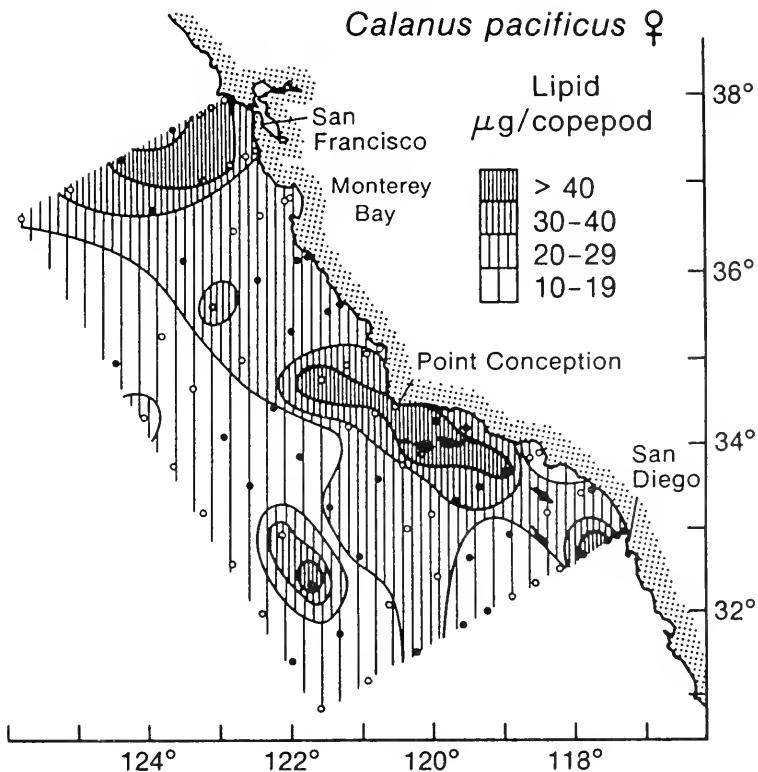 Calanus pacificus ♀
Lipid
µg/copepod
> 40
30-40
20-29
10-19
San
Francisco
Monterey
Bay
Point Conception
San
Diego
38°
36°
34°
32°
124°
122°
120°
118°